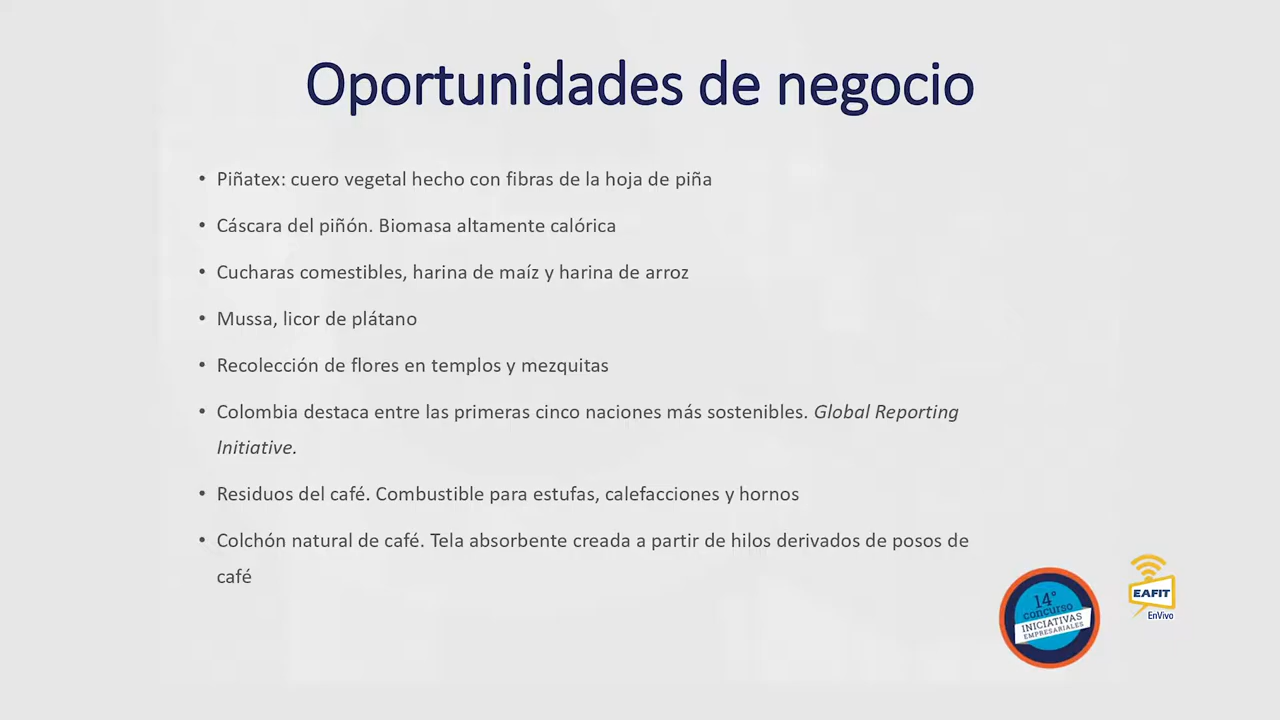 Oportunidades de negocio
• Piñatex: cuero vegetal hecho con fibras de la hoja de piña
• Cáscara del piñón. Biomasa altamente calórica
• Cucharas comestibles, harina de maíz y harina de arroz
• Mussa, licor de plátano
• Recolección de flores en templos y mezquitas
• Colombia destaca entre las primeras cinco naciones más sostenibles. Global Reporting
Initiative.
• Residuos del café. Combustible para estufas, calefacciones y hornos
• Colchón natural de café. Tela absorbente creada a partir de hilos derivados de posos de
café
14°
concurso
INICIATIVAS
EMPRESARIALES
EAFIT
EnVivo